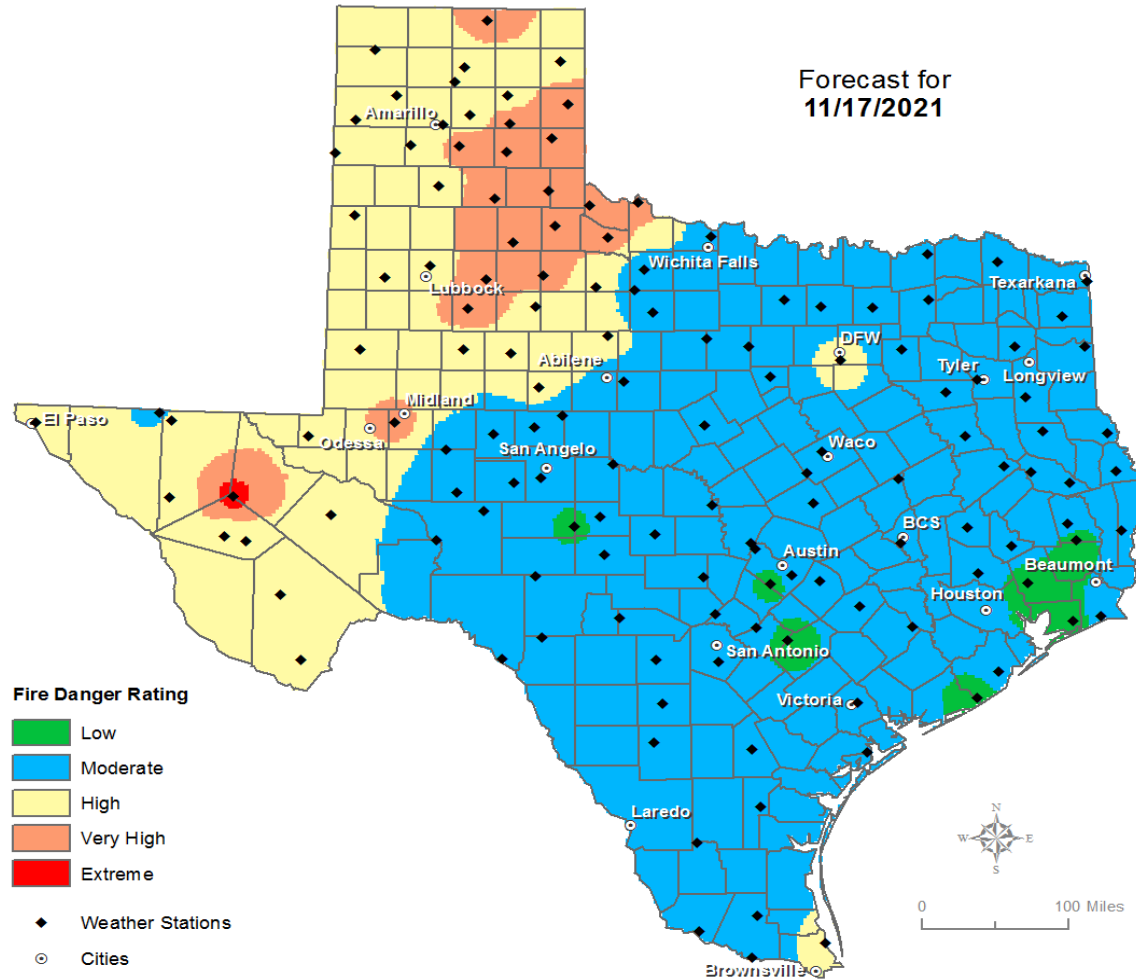 Forecast for
11/17/2021
Amarillo
Wichita Falls
Lubbock
Texarkana
DFW
Abilene
Tyler
Longview
Midland
El Paso
Odessa
San Angelo
Waco
BCS
Austin
Beaumont
Houston
San Antonio
Victoria
Laredo
Brownsville
Fire Danger Rating
Low
Moderate
High
Very High
Extreme
Weather Stations
Cities
N
W
E
S
0
100 Miles